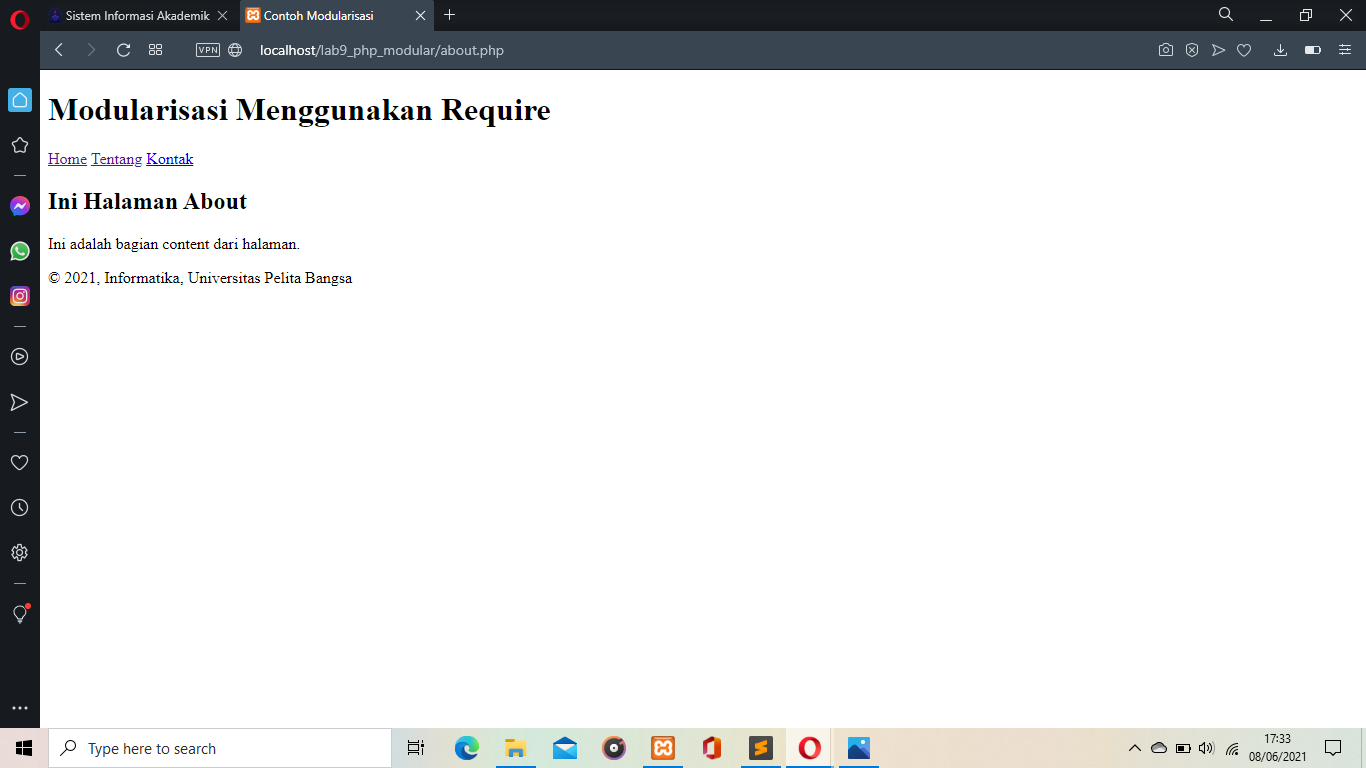 Sistem Informasi Akademik
Contoh Modularisasi
VPN
localhost/lab9_php_modular/about.php
Modularisasi Menggunakan Require
Home Tentang Kontak
Ini Halaman About
Ini adalah bagian content dari halaman.
© 2021, Informatika, Universitas Pelita Bangsa
Type here to search
17:33
08/06/2021